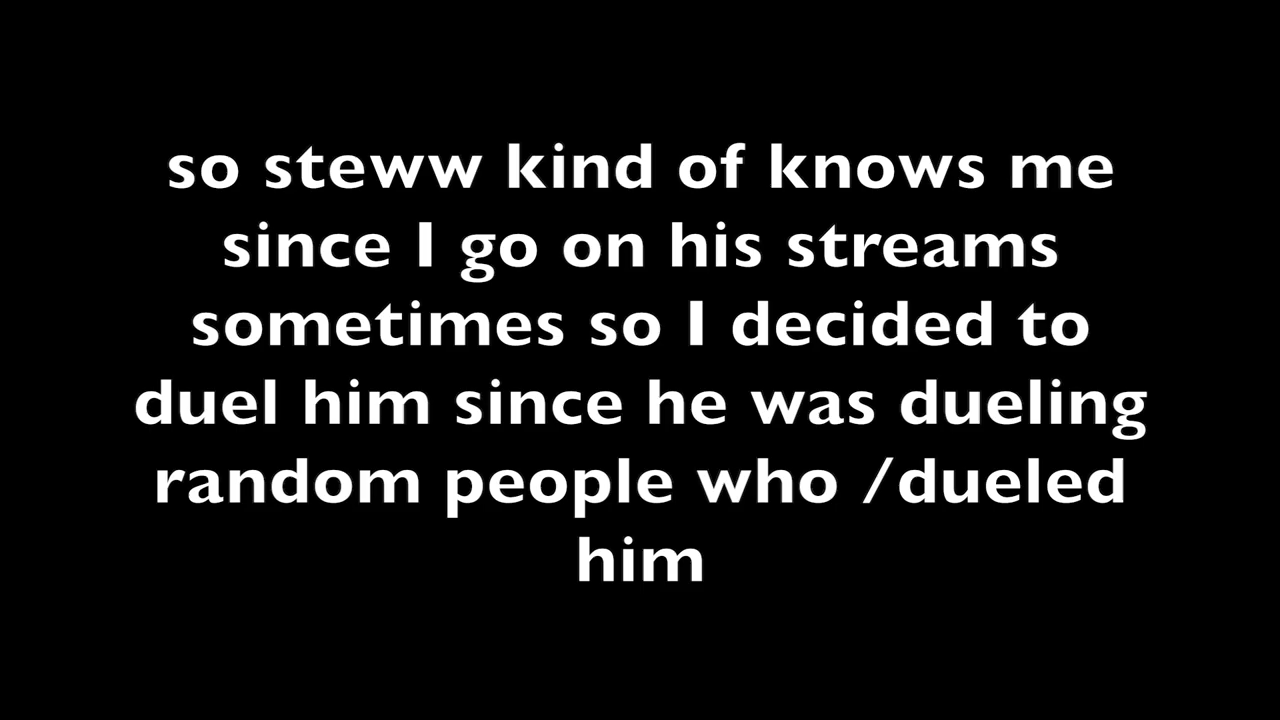 so steww kind of knows me
since I go on his streams
sometimes so I decided to
duel him since he was dueling
random people who /dueled
him